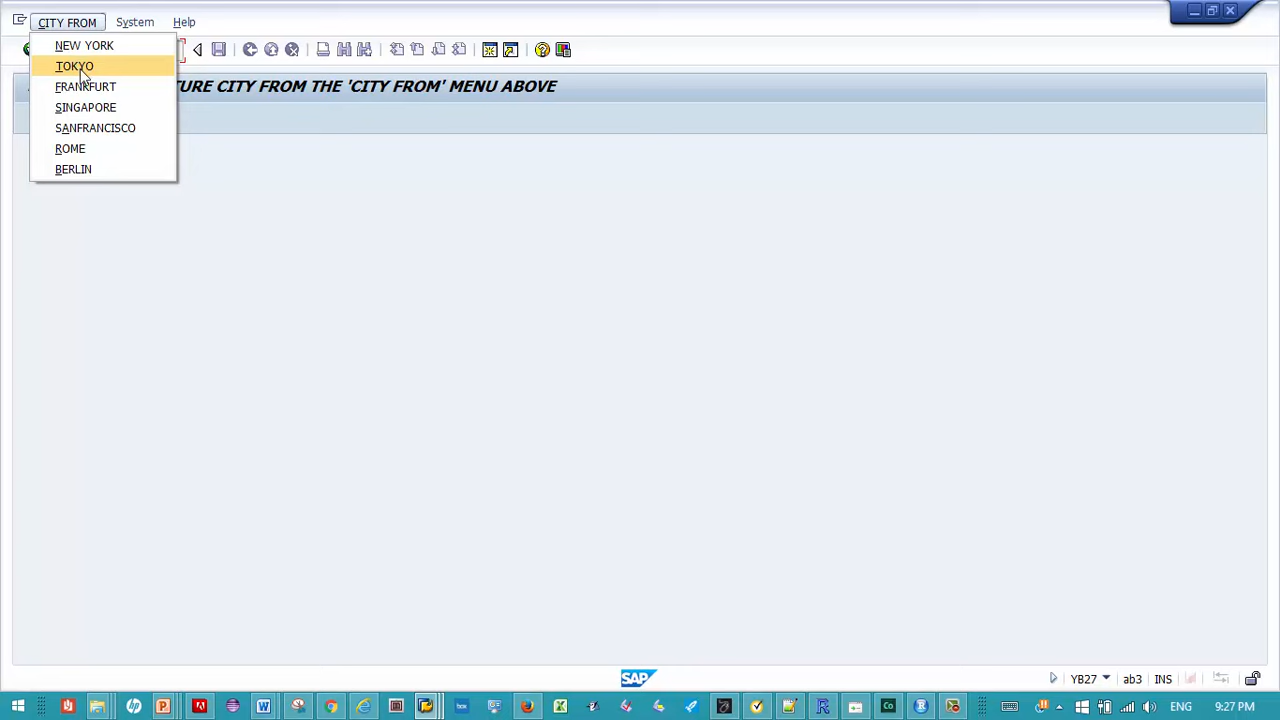 CITY FROM System Help
NEW YORK
TOKYO
FRANKFURT
SINGAPORE
SANFRANCISCO
ROME
BERLIN
TURE CITY FROM THE 'CITY FROM' MENU ABOVE
SAP
YB27 ab3 INS
ENG 9:27 PM